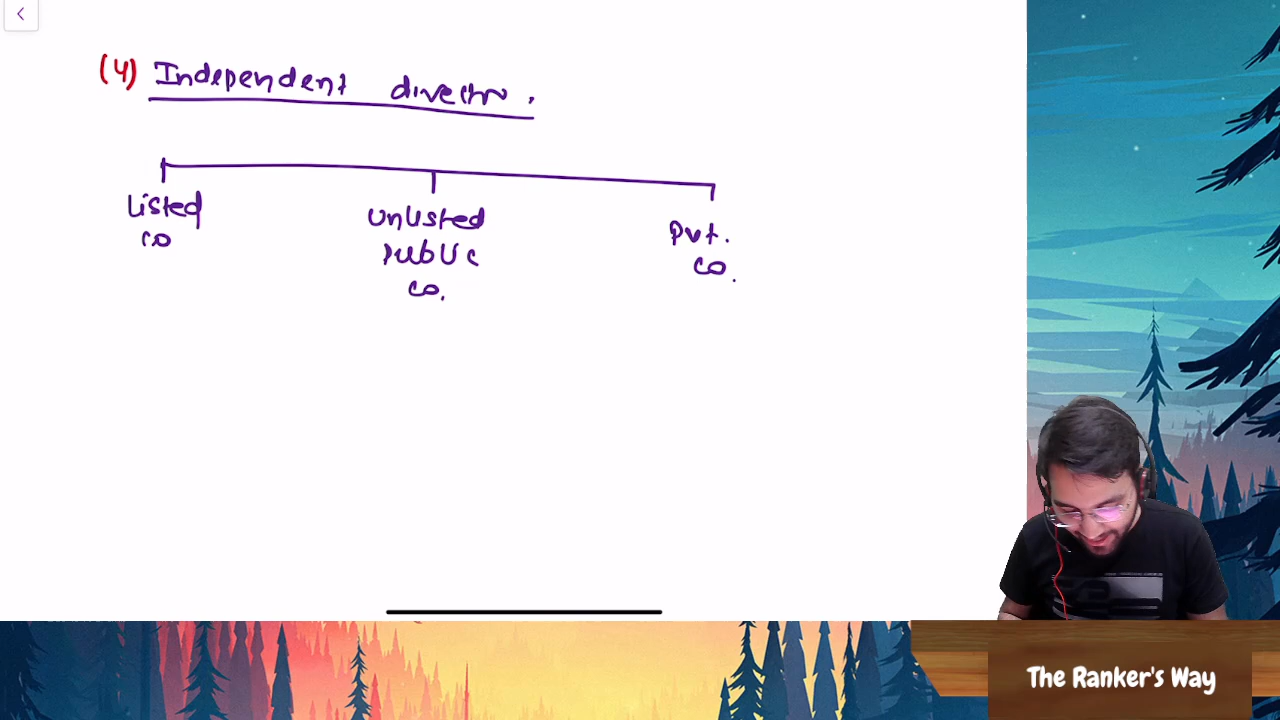 (4) Independent director.
Listed
co
Unlisted
public
co.
Pvt.
co.
The Ranker's Way